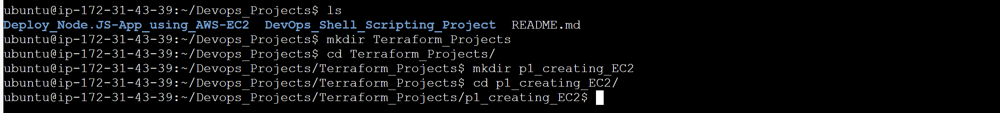 ubuntu@ip-172-31-43-39:~/Devops_Projects$ ls
Deploy_Node.JS-App_using_AWS-EC2  DevOps_Shell_Scripting_Project  README.md
ubuntu@ip-172-31-43-39:~/Devops_Projects$ mkdir Terraform_Projects
ubuntu@ip-172-31-43-39:~/Devops_Projects$ cd Terraform_Projects/
ubuntu@ip-172-31-43-39:~/Devops_Projects/Terraform_Projects$ mkdir p1_creating_EC2
ubuntu@ip-172-31-43-39:~/Devops_Projects/Terraform_Projects$ cd p1_creating_EC2/
ubuntu@ip-172-31-43-39:~/Devops_Projects/Terraform_Projects/p1_creating_EC2$